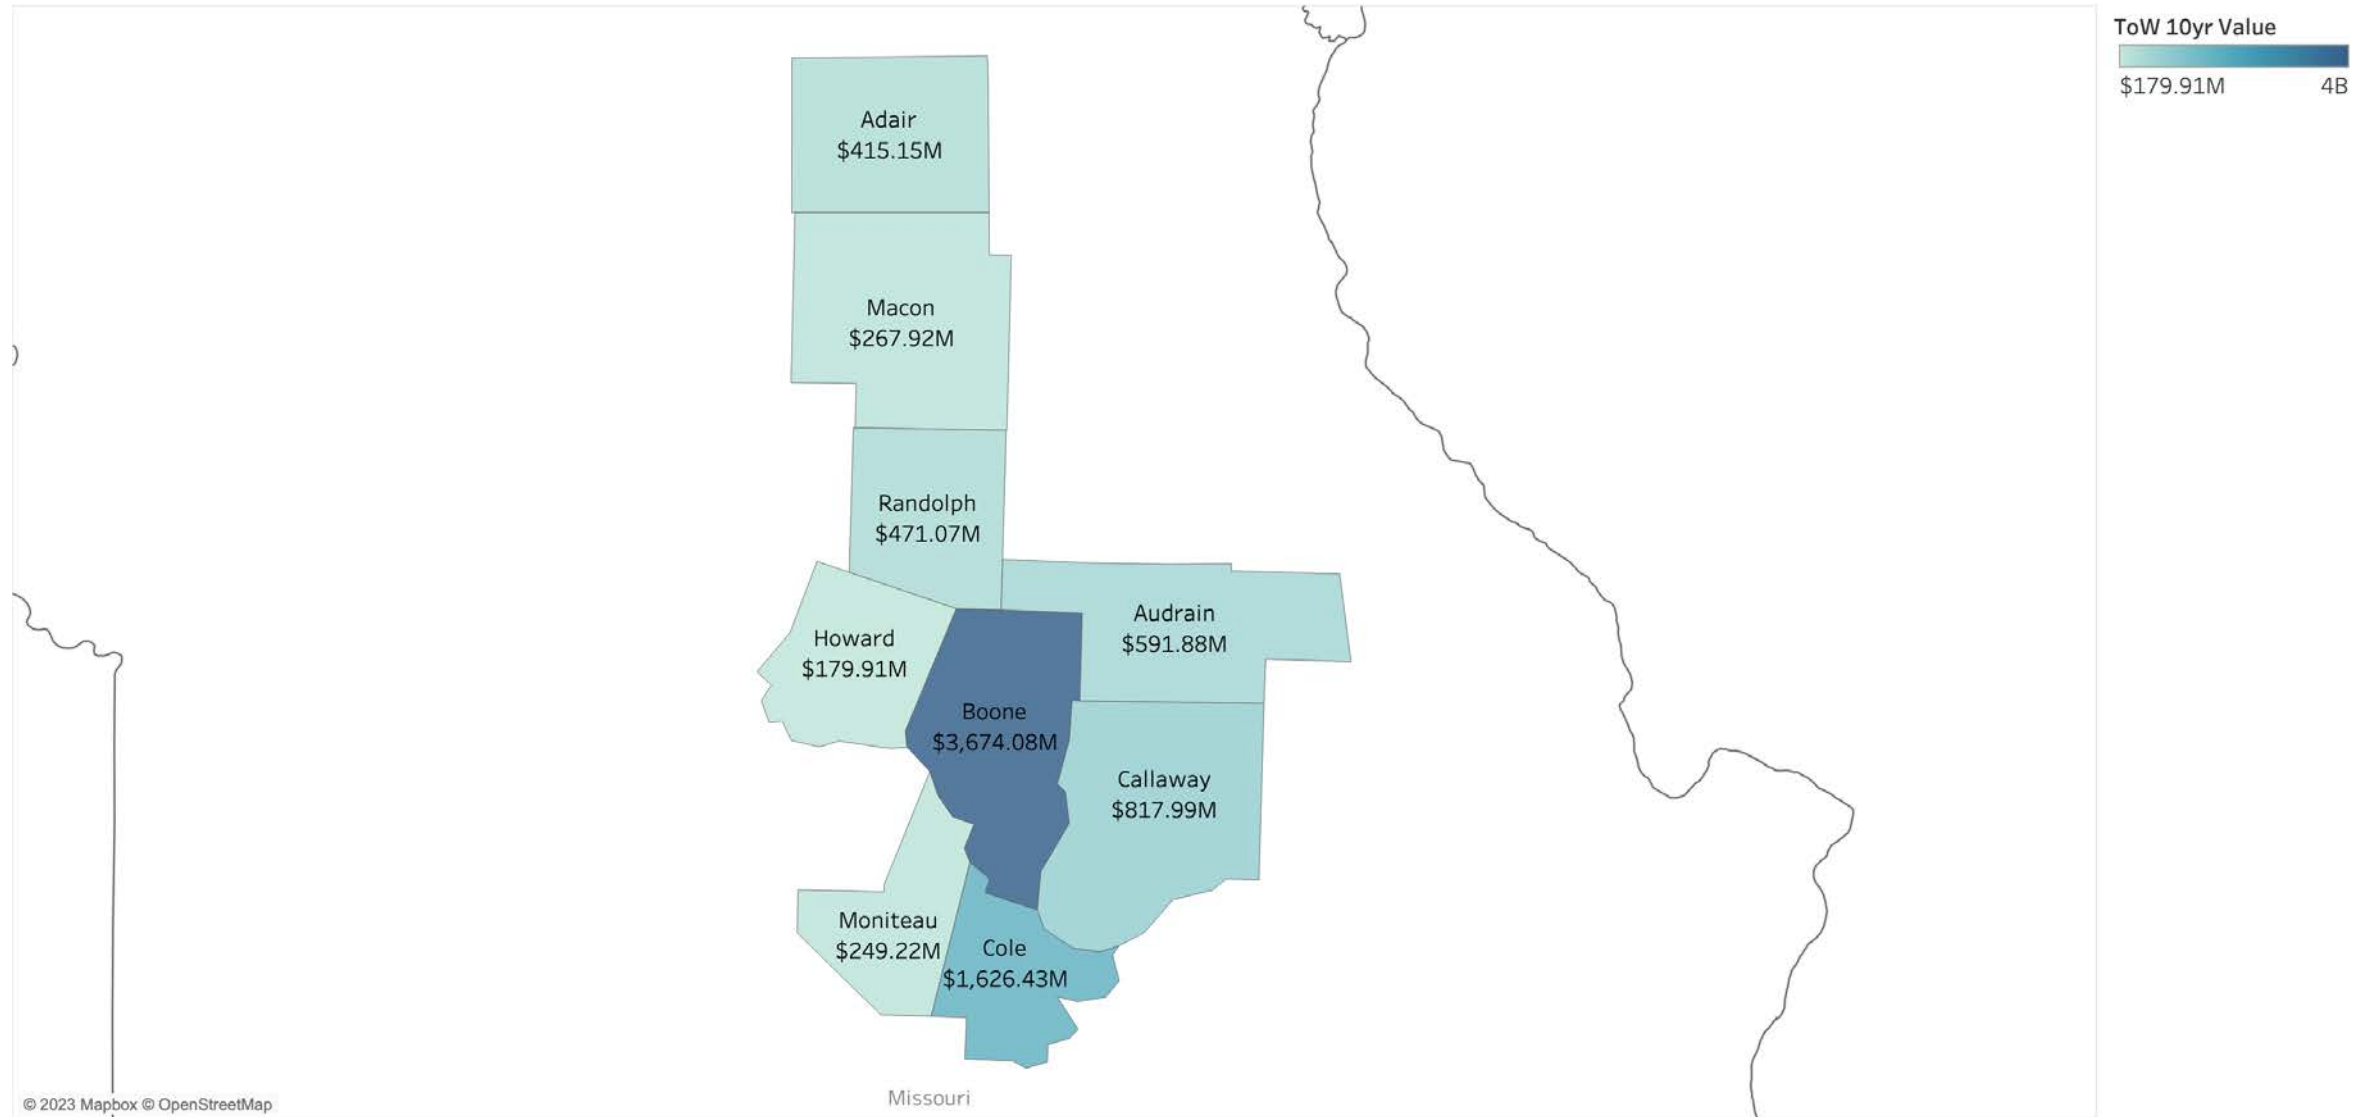 ToW 10yr Value
$179.91M 4B
Adair
$415.15M
Macon
$267.92M
Randolph
$471.07M
Audrain
$591.88M
Howard
$179.91M
Boone
$3,674.08M
Callaway
$817.99M
Moniteau
$249.22M
Cole
$1,626.43M
Missouri
© 2023 Mapbox © OpenStreetMap